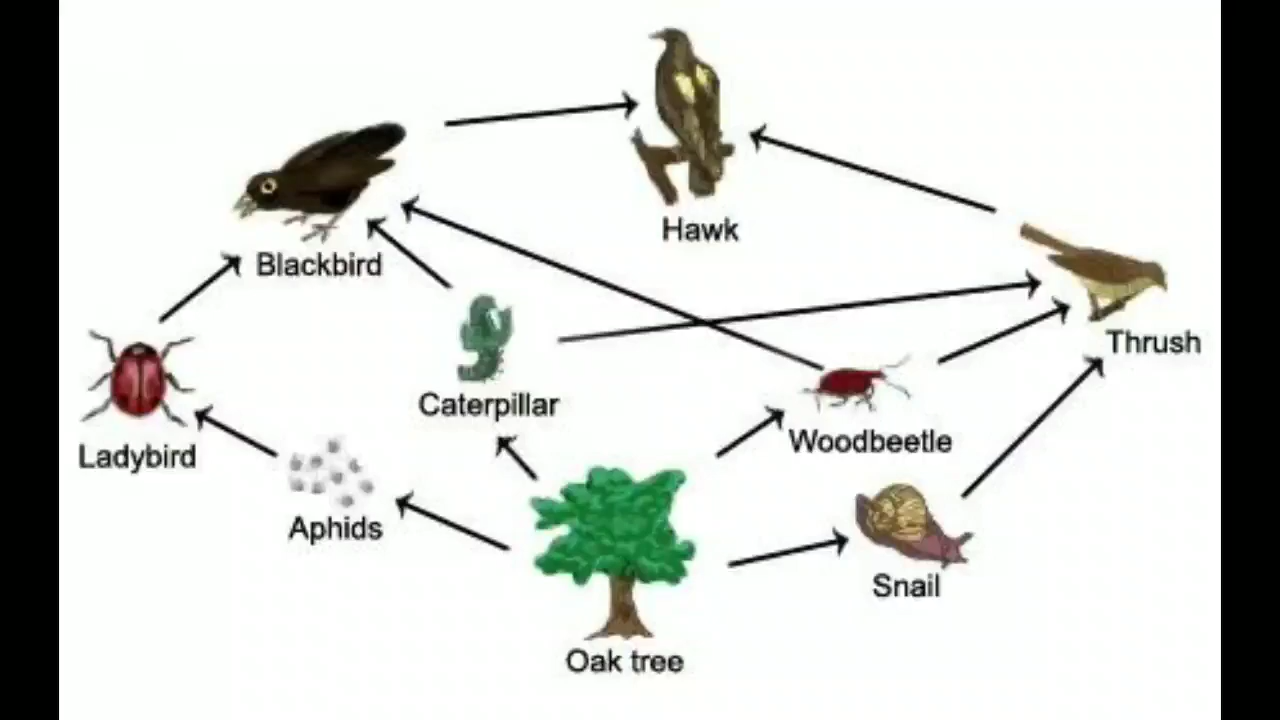 Hawk
Blackbird
Thrush
Caterpillar
Woodbeetle
Ladybird
Aphids
Snail
Oak tree